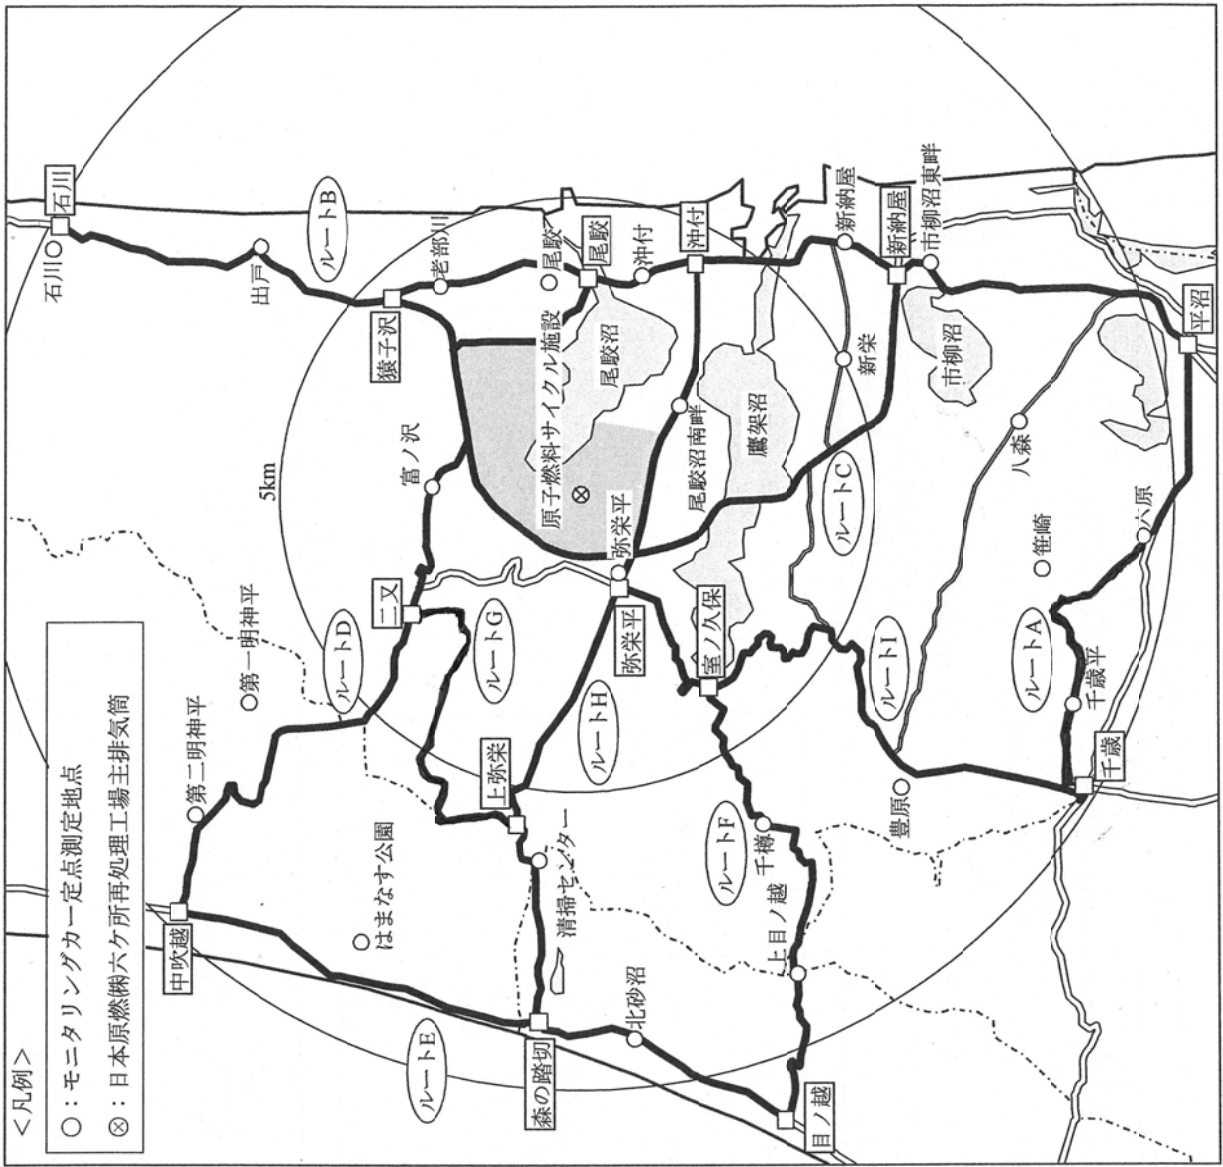 <凡例>
○：モニタリングカー定点測定地点
⊗：日本原燃㈱六ケ所再処理工場主排気筒
中吹越
第二明神平
第一明神平
ルートD
二又
富ノ沢
5km
猿子沢
ルートB
出戸
石川
石川
老部川
尾駮
尾駮
沖付
沖付
新納屋
新納屋
市柳沼東畔
平沼
原子燃料サイクル施設
尾駮沼
尾駮沼南畔
鷹架沼
新栄
市柳沼
八森
六原
笹崎
ルートC
弥栄平
弥栄平
室ノ久保
ルートG
上弥栄
ルートH
ルートI
ルートA
千歳平
千歳
豊原
ルートF
千樽
上目ノ越
清掃センター
はまなす公園
北砂沼
ルートE
森の踏切
目ノ越